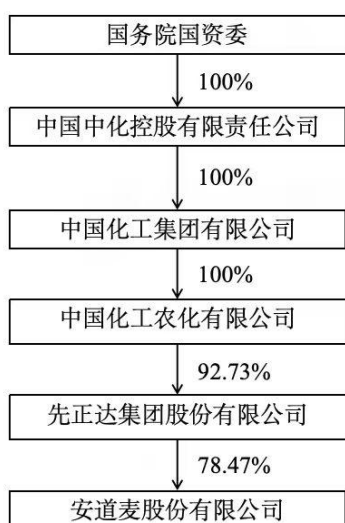 国务院国资委
100%
中国中化控股有限责任公司
100%
中国化工集团有限公司
100%
中国化工农化有限公司
92.73%
先正达集团股份有限公司
78.47%
安道麦股份有限公司